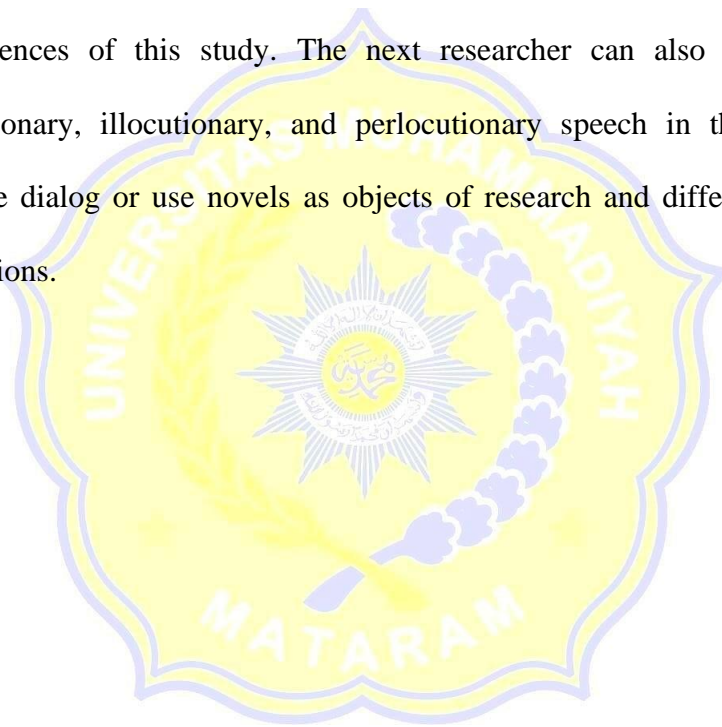 ences of this study. The next researcher can also
onary, illocutionary, and perlocutionary speech in th
e dialog or use novels as objects of research and diffe
ions.
UNIVERSITAS MUHAMMADIYAH
MATARAM